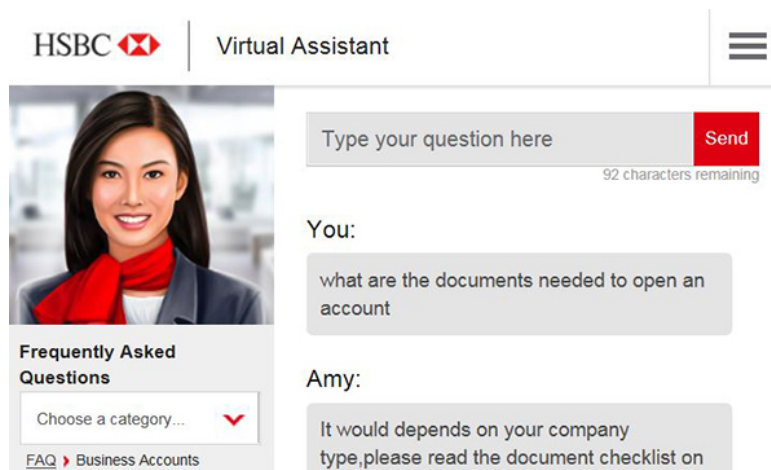 HSBC
Virtual Assistant
Type your question here
Send
92 characters remaining
You:
what are the documents needed to open an
account
Amy:
It would depends on your company
type,please read the document checklist on
Frequently Asked
Questions
Choose a category...
FAQ Business Accounts